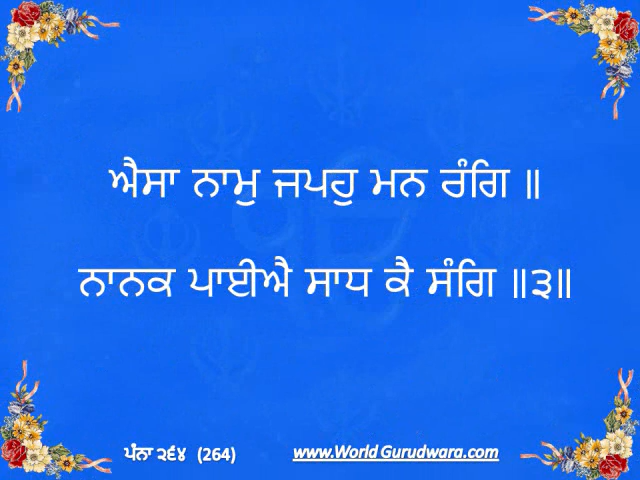 ਐਸਾ ਨਾਮੁ ਜਪਹੁ ਮਨ ਰੰਗਿ ॥
ਨਾਨਕ ਪਾਈਐ ਸਾਧ ਕੈ ਸੰਗਿ ॥੩॥
ਪੰਨਾ ੨੬੪ (264) www.World Gurudwara.com